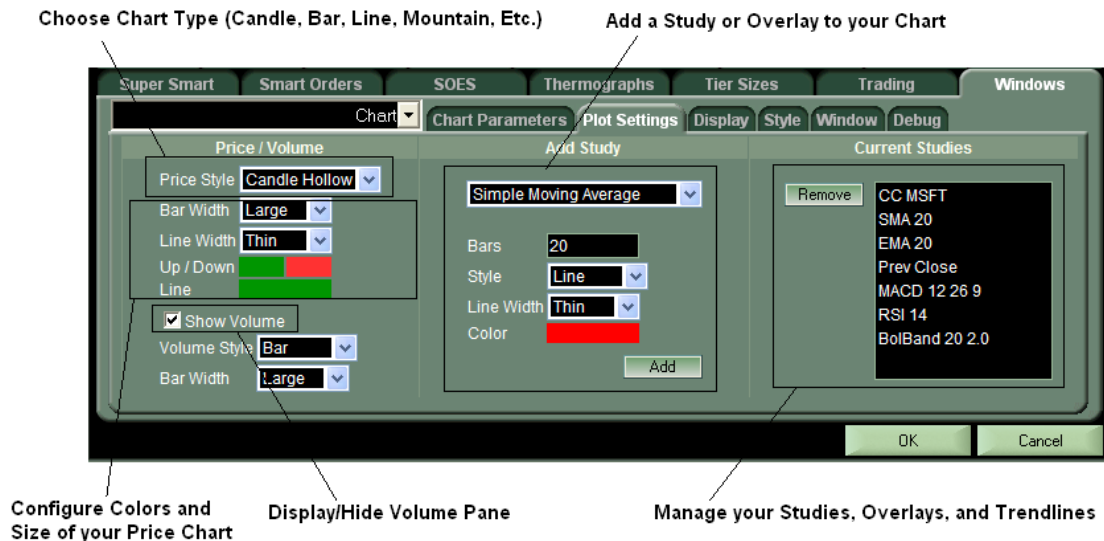 Choose Chart Type (Candle, Bar, Line, Mountain, Etc.)
Add a Study or Overlay to your Chart
Super Smart
Smart Orders
SOES
Thermographs
Tier Sizes
Trading
Windows
Chart
Chart Parameters
Plot Settings
Display
Style
Window
Debug
Price / Volume
Price Style Candle Hollow
Bar Width Large
Line Width Thin
Up / Down
Line
Show Volume
Volume Style Bar
Bar Width Large
Add Study
Simple Moving Average
Bars 20
Style Line
Line Width Thin
Color
Add
Current Studies
Remove
CC MSFT
SMA 20
EMA 20
Prev Close
MACD 12 26 9
RSI 14
BolBand 20 2.0
OK
Cancel
Configure Colors and
Size of your Price Chart
Display/Hide Volume Pane
Manage your Studies, Overlays, and Trendlines